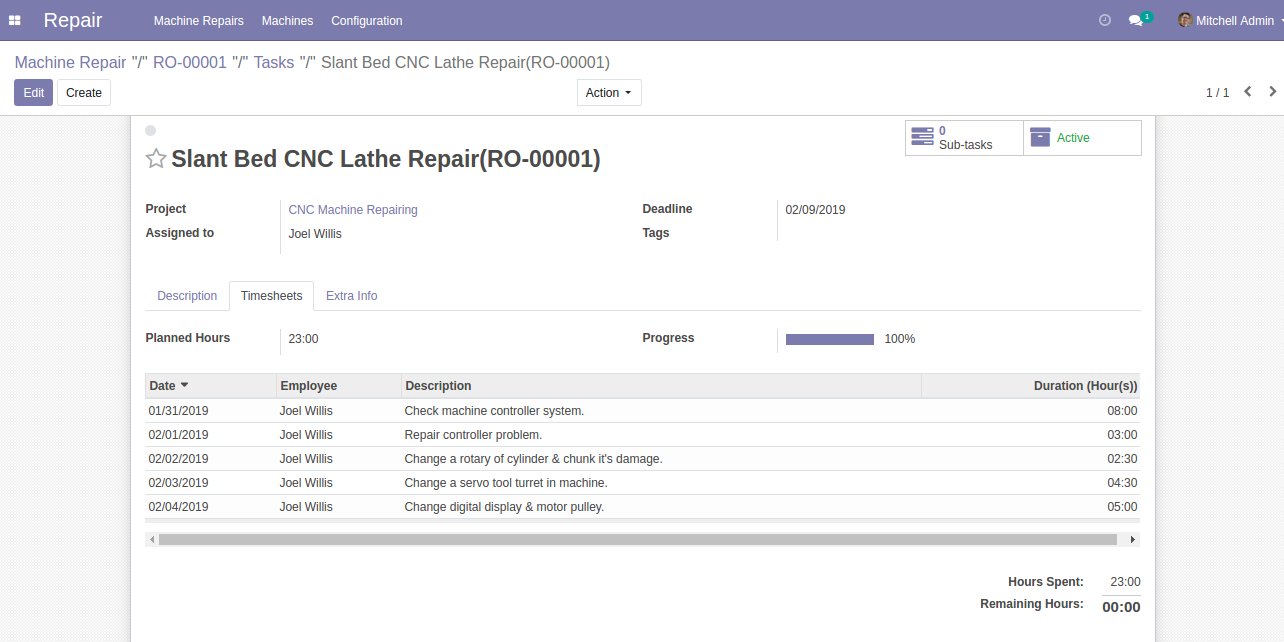 Repair Machine Repairs Machines Configuration 1 Mitchell Admin
Machine Repair "/" RO-00001 "/" Tasks "/" Slant Bed CNC Lathe Repair(RO-00001)
Edit Create Action 1 / 1
0
Sub-tasks Active
Slant Bed CNC Lathe Repair(RO-00001)
Project CNC Machine Repairing Deadline 02/09/2019
Assigned to Joel Willis Tags
Description Timesheets Extra Info
Planned Hours 23:00 Progress 100%
Date Employee Description Duration (Hour(s))
01/31/2019 Joel Willis Check machine controller system. 08:00
02/01/2019 Joel Willis Repair controller problem. 03:00
02/02/2019 Joel Willis Change a rotary of cylinder & chunk it's damage. 02:30
02/03/2019 Joel Willis Change a servo tool turret in machine. 04:30
02/04/2019 Joel Willis Change digital display & motor pulley. 05:00
Hours Spent: 23:00
Remaining Hours: 00:00